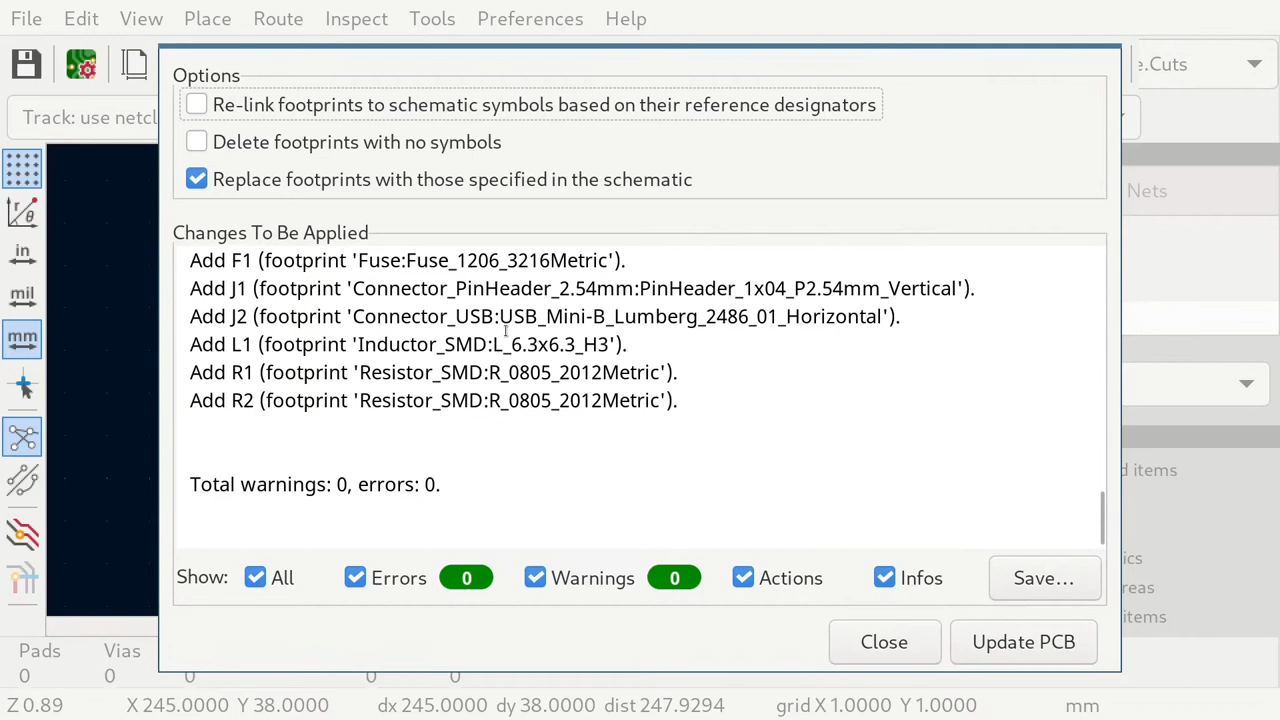 File Edit View Place Route Inspect Tools Preferences Help
e.Cuts
Track: use netcl
Options
Re-link footprints to schematic symbols based on their reference designators
Delete footprints with no symbols
Replace footprints with those specified in the schematic
Nets
Changes To Be Applied
Add F1 (footprint 'Fuse:Fuse_1206_3216Metric').
Add J1 (footprint 'Connector_PinHeader_2.54mm:PinHeader_1x04_P2.54mm_Vertical').
Add J2 (footprint 'Connector_USB:USB_Mini-B_Lumberg_2486_01_Horizontal').
Add L1 (footprint 'Inductor_SMD:L_6.3x6.3_H3').
Add R1 (footprint 'Resistor_SMD:R_0805_2012Metric').
Add R2 (footprint 'Resistor_SMD:R_0805_2012Metric').
Total warnings: 0, errors: 0.
r
θ
in
mil
mm
d items
ics
reas
items
Show: All Errors 0 Warnings 0 Actions Infos Save...
Close Update PCB
Pads Vias
0 0 0 0 0
Z 0.89 X 245.0000 Y 38.0000 dx 245.0000 dy 38.0000 dist 247.9294 grid X 1.0000 Y 1.0000 mm